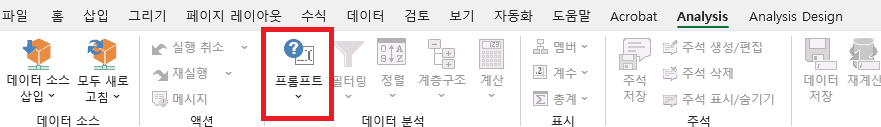 파일 홈 삽입 그리기 페이지 레이아웃 수식 데이터 검토 보기 자동화 도움말 Acrobat Analysis Analysis Design
데이터 소스 삽입
모두 새로 고침
데이터 소스
실행 취소
재실행
메시지
액션
프롬프트
필터링
정렬
계층구조
계산
데이터 분석
멤버
계수
총계
표시
주석 저장
주석 생성/편집
주석 삭제
주석 표시/숨기기
주석
데이터 저장
재계산